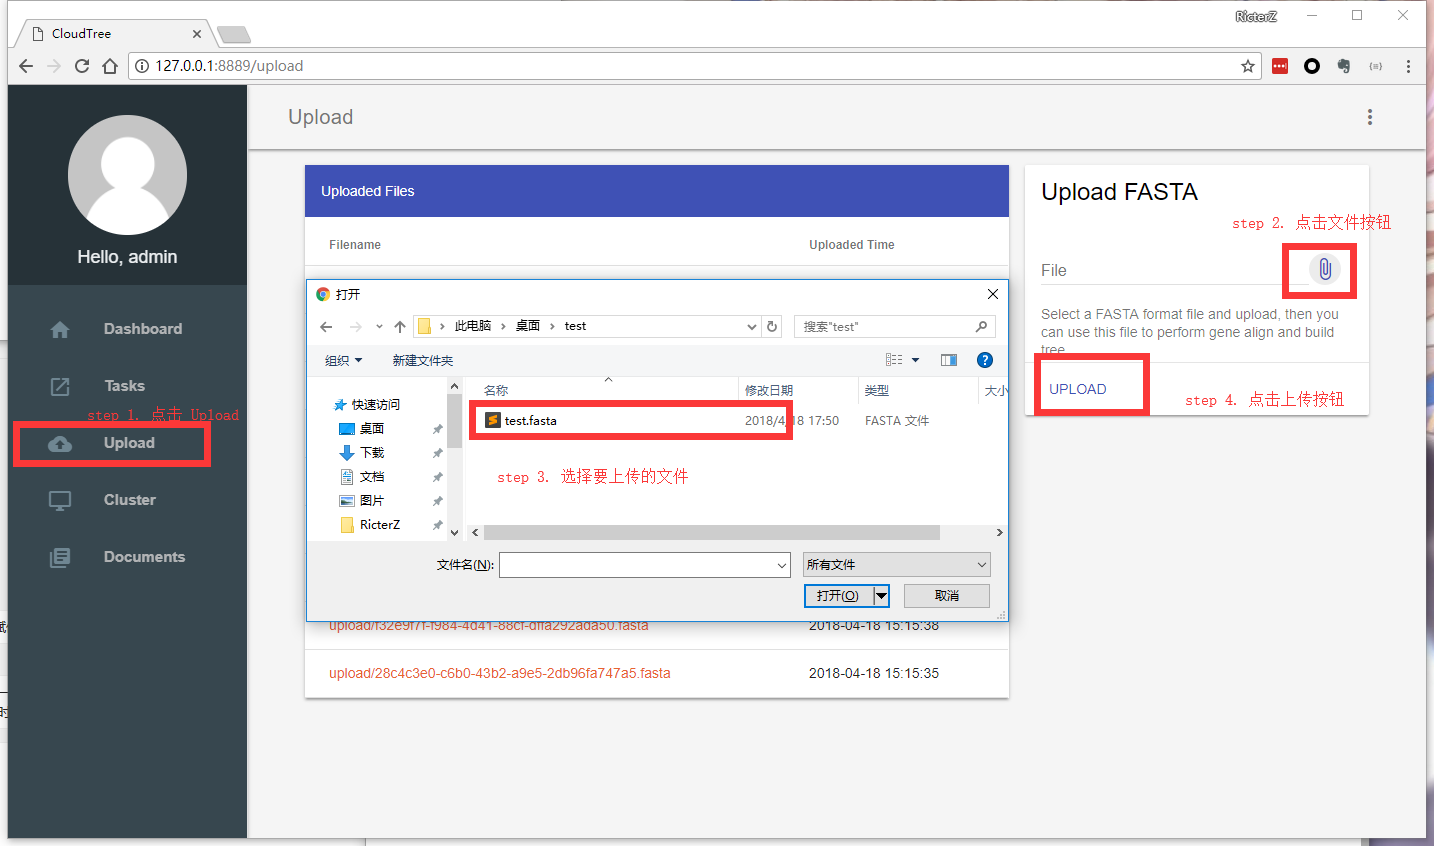 RicterZ
CloudTree
127.0.0.1:8889/upload
Hello, admin
Dashboard
Tasks
step 1. 点击 Upload
Upload
Cluster
Documents
Upload
Uploaded Files
Filename
Uploaded Time
打开
此电脑
桌面
test
搜索"test"
组织
新建文件夹
名称
修改日期
类型
大小
快速访问
桌面
下载
文档
图片
RicterZ
test.fasta
2018/4/18 17:50
FASTA 文件
step 3. 选择要上传的文件
文件名(N):
所有文件
打开(O)
取消
upload/f32e9f7f-f984-4d41-88cf-dffa292ada50.fasta
2018-04-18 15:15:38
upload/28c4c3e0-c6b0-43b2-a9e5-2db96fa747a5.fasta
2018-04-18 15:15:35
Upload FASTA
step 2. 点击文件按钮
File
Select a FASTA format file and upload, then you
can use this file to perform gene align and build
tree
UPLOAD
step 4. 点击上传按钮